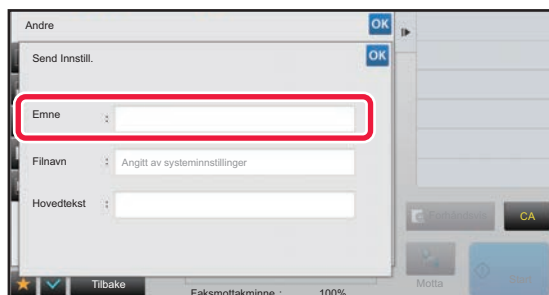 Andre
OK
Send Innstill.
OK
Emne :
Filnavn : Angitt av systeminnstillinger
Hovedtekst :
CA
Tilbake
Faksmottakminne : 100%
Motta